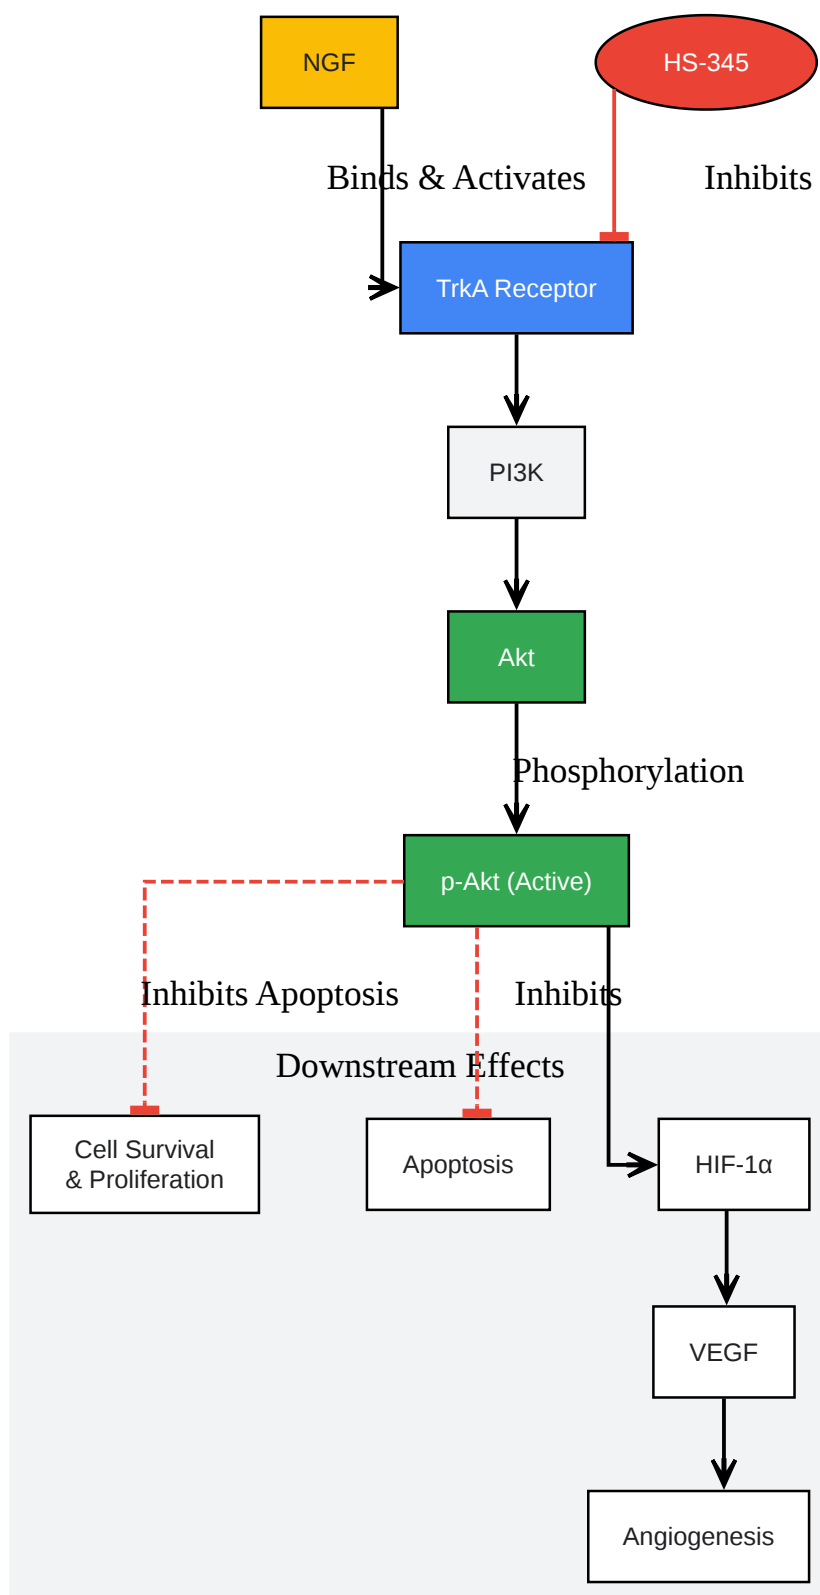 NGF
HS-345
Binds & Activates
Inhibits
TrkA Receptor
PI3K
Akt
Phosphorylation
p-Akt (Active)
Inhibits Apoptosis
Inhibits
Downstream Effects
Cell Survival
& Proliferation
Apoptosis
HIF-1α
VEGF
Angiogenesis